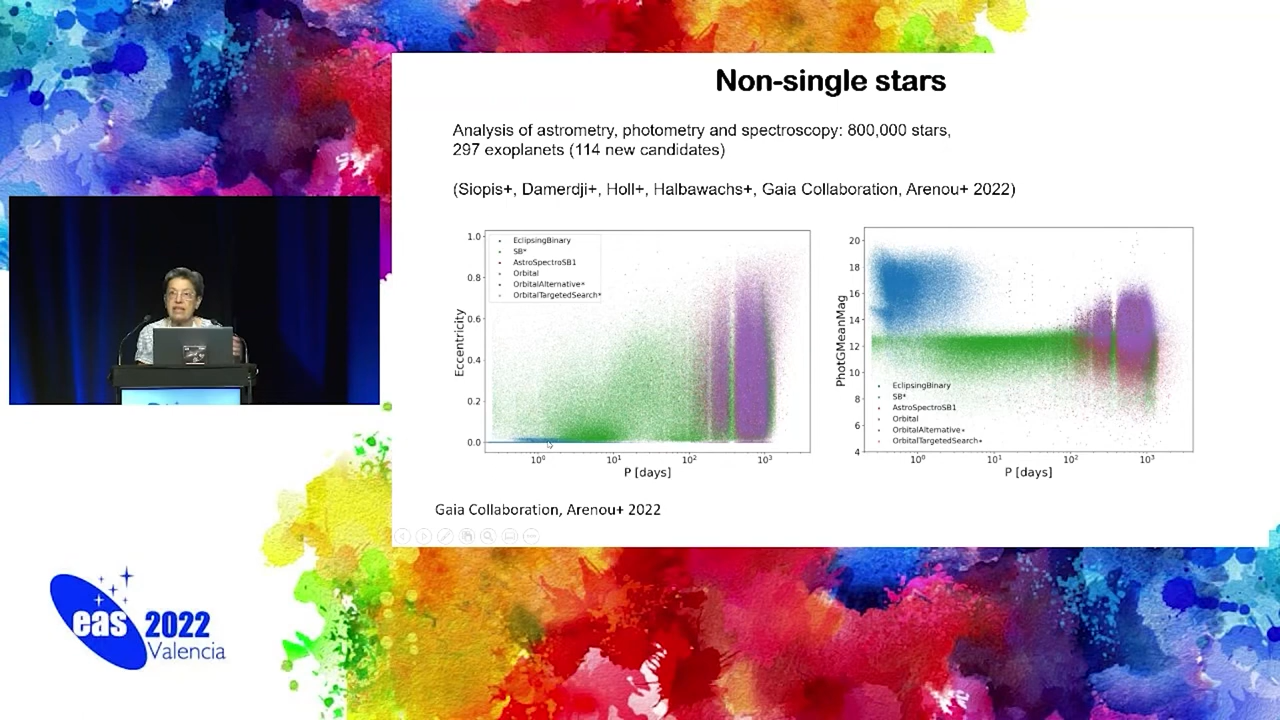 Non-single stars
Analysis of astrometry, photometry and spectroscopy: 800,000 stars,
297 exoplanets (114 new candidates)
(Siopis+, Damerdji+, Holl+, Halbawachs+, Gaia Collaboration, Arenou+ 2022)
Eccentricity
1.0
0.8
0.6
0.4
0.2
0.0
EclipsingBinary
SB*
AstroSpectroSB1
Orbital
OrbitalAlternative*
OrbitalTargetedSearch*
10⁰
10¹
10²
10³
P [days]
PhotGMeanMag
20
18
16
14
12
10
8
6
4
EclipsingBinary
SB*
AstroSpectroSB1
Orbital
OrbitalAlternative*
OrbitalTargetedSearch*
10⁰
10¹
10²
10³
P [days]
Gaia Collaboration, Arenou+ 2022
eas 2022
Valencia